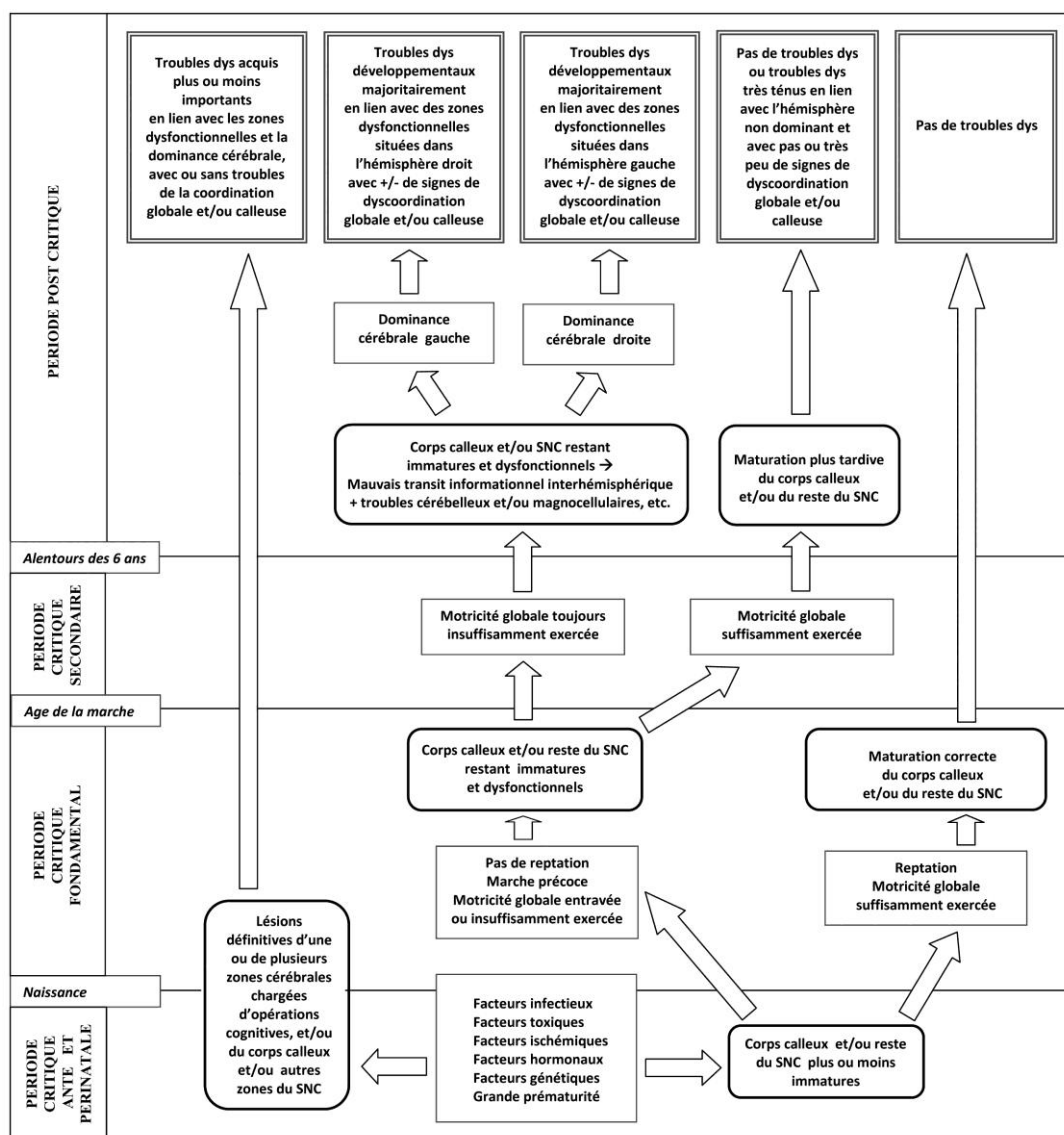 Troubles dys acquis
plus ou moins
importants
en lien avec les zones
dysfonctionnelles et la
dominance cérébrale,
avec ou sans troubles
de la coordination
globale et/ou calleuse
Troubles dys
développementaux
majoritairement
en lien avec des zones
dysfonctionnelles
situées dans
l’hémisphère droit
avec +/- de signes de
dyscoordination
globale et/ou calleuse
Troubles dys
développementaux
majoritairement
en lien avec des zones
dysfonctionnelles
situées dans
l’hémisphère gauche
avec +/- de signes de
dyscoordination
globale et/ou calleuse
Pas de troubles dys
ou troubles dys
très ténus en lien
avec l’hémisphère
non dominant et
avec pas ou très
peu de signes de
dyscoordination
globale et/ou
calleuse
Pas de troubles dys
PERIODE POST CRITIQUE
Dominance
cérébrale gauche
Dominance
cérébrale droite
Corps calleux et/ou SNC restant
immatures et dysfonctionnels →
Mauvais transit informationnel interhémisphérique
+ troubles cérébelleux et/ou magnocellulaires, etc.
Maturation plus tardive
du corps calleux
et/ou du reste du SNC
Alentours des 6 ans
PERIODE
CRITIQUE
SECONDAIRE
Motricité globale toujours
insuffisamment exercée
Motricité globale
suffisamment exercée
Age de la marche
PERIODE
CRITIQUE
FONDAMENTAL
Corps calleux et/ou reste du SNC
restant immatures
et dysfonctionnels
Maturation correcte
du corps calleux
et/ou du reste du SNC
Pas de reptation
Marche précoce
Motricité globale entravée
ou insuffisamment exercée
Reptation
Motricité globale
suffisamment exercée
Lésions
définitives d’une
ou de plusieurs
zones cérébrales
chargées
d’opérations
cognitives, et/ou
du corps calleux
et/ou autres
zones du SNC
Naissance
PERIODE
CRITIQUE
ANTE ET
PERINATALE
Facteurs infectieux
Facteurs toxiques
Facteurs ischémiques
Facteurs hormonaux
Facteurs génétiques
Grande prématurité
Corps calleux et/ou reste
du SNC plus ou moins
immatures